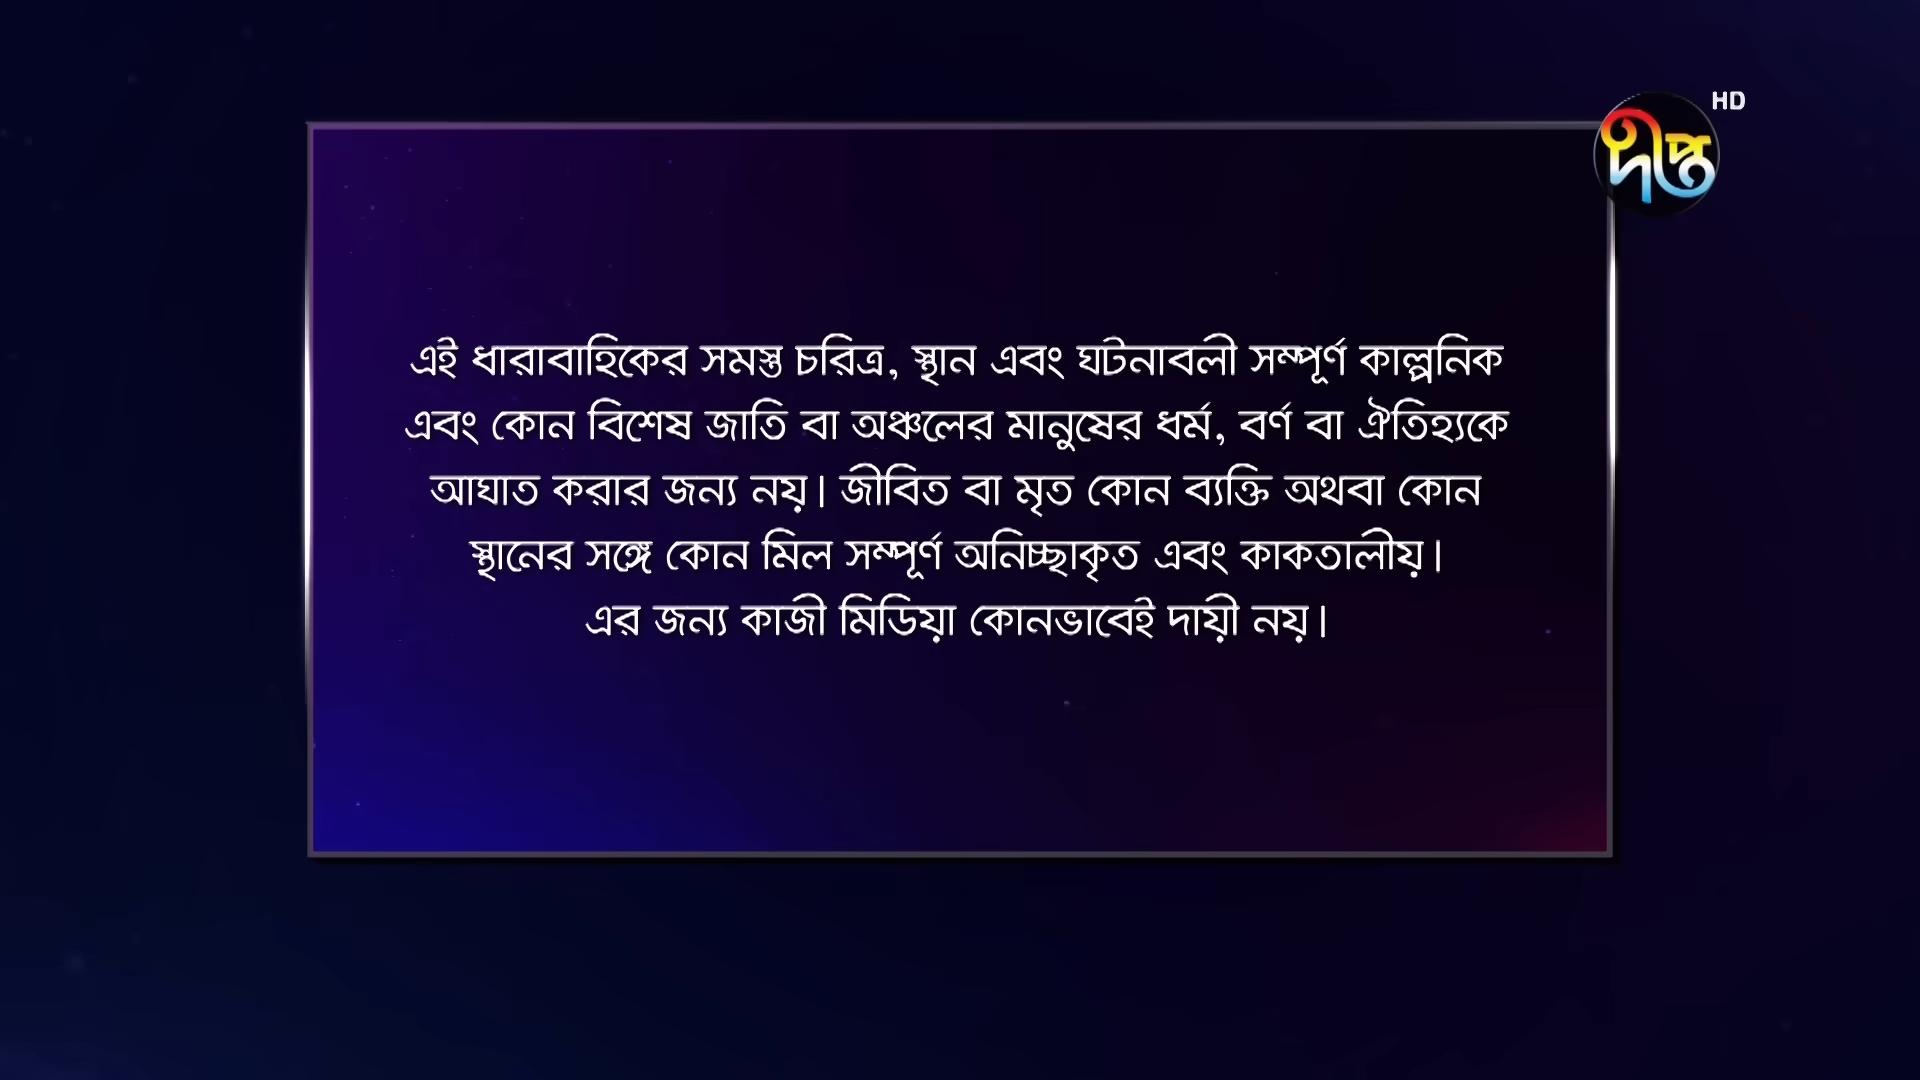 HD
দীপ্ত
এই ধারাবাহিকের সমস্ত চরিত্র, স্থান এবং ঘটনাবলী সম্পূর্ণ কাল্পনিক
এবং কোন বিশেষ জাতি বা অঞ্চলের মানুষের ধর্ম, বর্ণ বা ঐতিহ্যকে
আঘাত করার জন্য নয়। জীবিত বা মৃত কোন ব্যক্তি অথবা কোন
স্থানের সঙ্গে কোন মিল সম্পূর্ণ অনিচ্ছাকৃত এবং কাকতালীয়।
এর জন্য কাজী মিডিয়া কোনভাবেই দায়ী নয়।